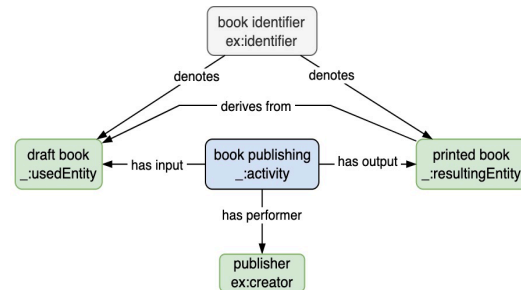 book identifier
ex:identifier
denotes
denotes
derives from
draft book
_:usedEntity
has input
book publishing
_:activity
has output
printed book
_:resultingEntity
has performer
publisher
ex:creator